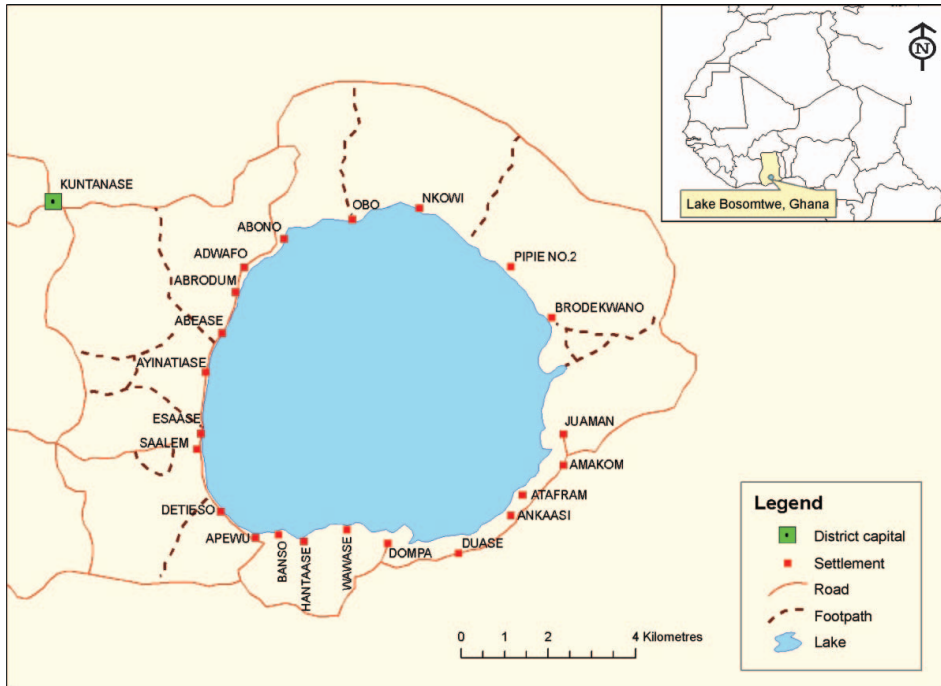 N
Lake Bosomtwe, Ghana
KUNTANASE
OBO
NKOWI
ABONO
ADWAFO
PIPIE NO.2
ABRODUM
BRODEKWANO
ABEASE
AYINATIASE
ESAASE
JUAMAN
SAALEM
AMAKOM
ATAFRAM
DETIESO
ANKAASI
APEWU
BANSO
HANTAASE
WAWASE
DOMPA
DUASE
Legend
District capital
Settlement
Road
Footpath
Lake
0 1 2 4 Kilometres